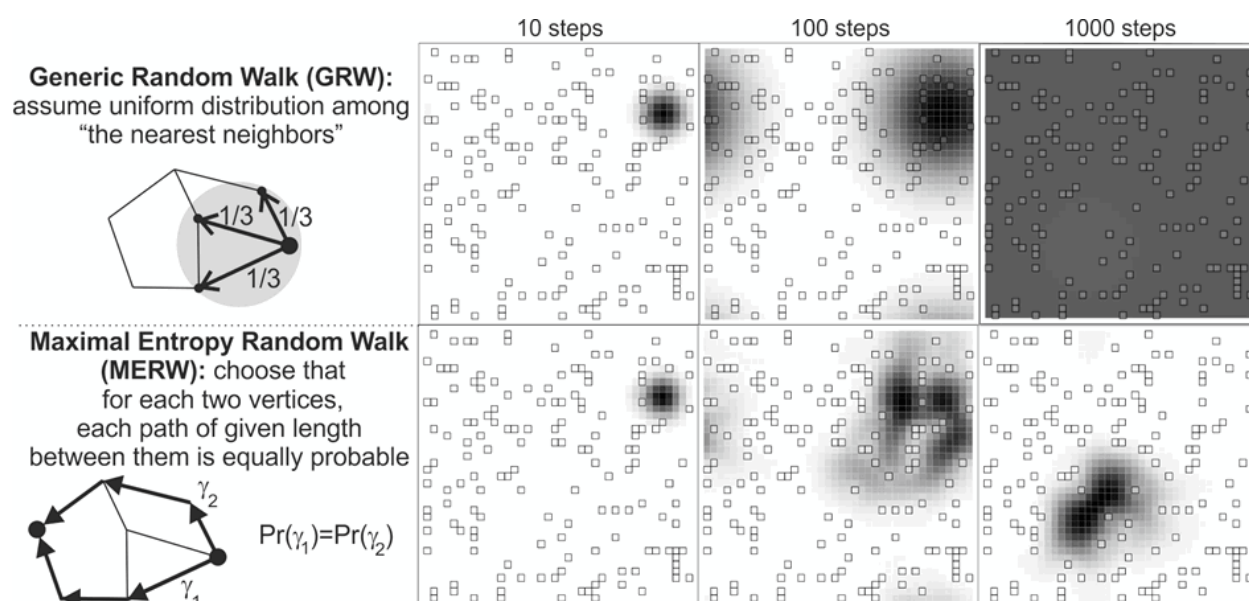 10 steps
100 steps
1000 steps
Generic Random Walk (GRW):
assume uniform distribution among
“the nearest neighbors”
1/3
1/3
1/3
Maximal Entropy Random Walk
(MERW): choose that
for each two vertices,
each path of given length
between them is equally probable
γ₂
Pr(γ₁)=Pr(γ₂)
γ₁